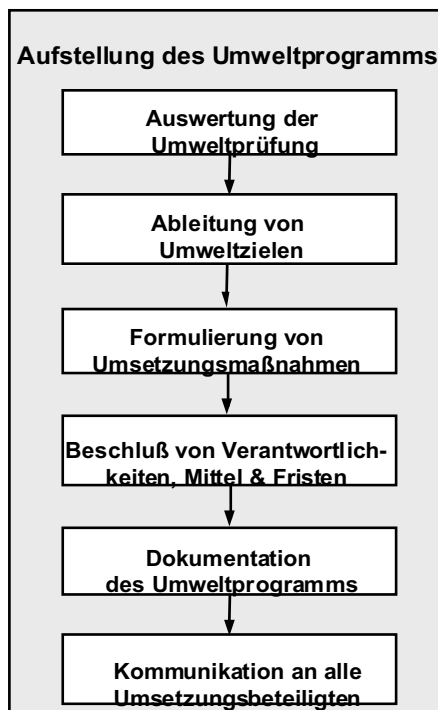 Aufstellung des Umweltprogramms
Auswertung der
Umweltprüfung
Ableitung von
Umweltzielen
Formulierung von
Umsetzungsmaßnahmen
Beschluß von Verantwortlich-
keiten, Mittel & Fristen
Dokumentation
des Umweltprogramms
Kommunikation an alle
Umsetzungsbeteiligten